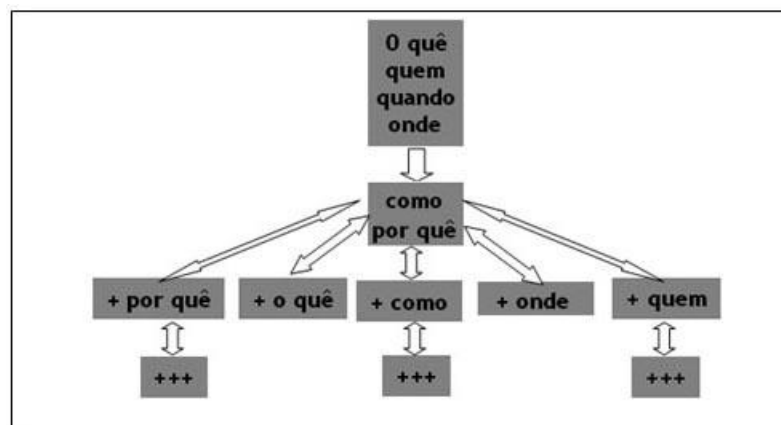 O quê
quem
quando
onde
como
por quê
+ por quê
+ o quê
+ como
+ onde
+ quem
+++
+++
+++